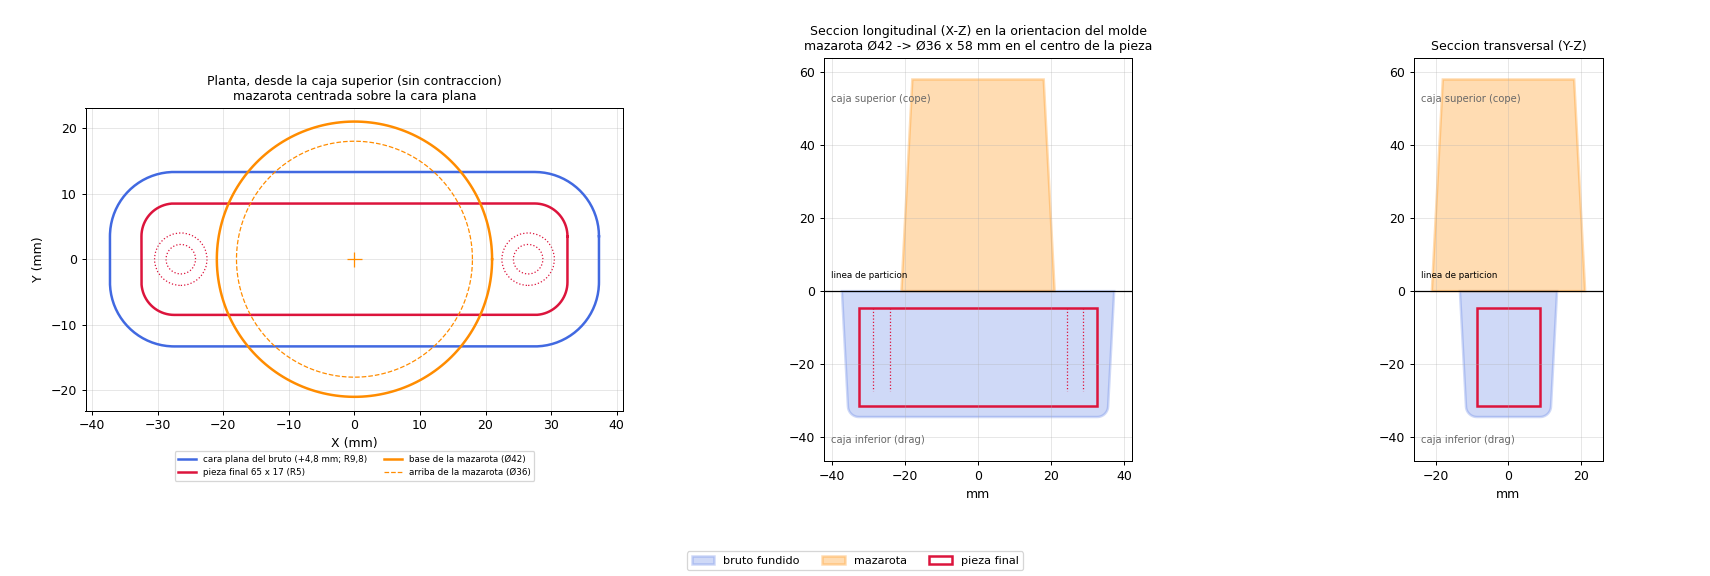 Planta, desde la caja superior (sin contraccion)
mazarota centrada sobre la cara plana
20
10
0
−10
−20
Y (mm)
−40
−30
−20
−10
0
10
20
30
40
X (mm)
cara plana del bruto (+4,8 mm; R9,8)
pieza final 65 x 17 (R5)
base de la mazarota (Ø42)
arriba de la mazarota (Ø36)
Seccion longitudinal (X-Z) en la orientacion del molde
mazarota Ø42 -> Ø36 x 58 mm en el centro de la pieza
60
40
20
0
−20
−40
caja superior (cope)
linea de particion
caja inferior (drag)
−40
−20
0
20
40
mm
Seccion transversal (Y-Z)
60
40
20
0
−20
−40
caja superior (cope)
linea de particion
caja inferior (drag)
−20
0
20
mm
bruto fundido
mazarota
pieza final